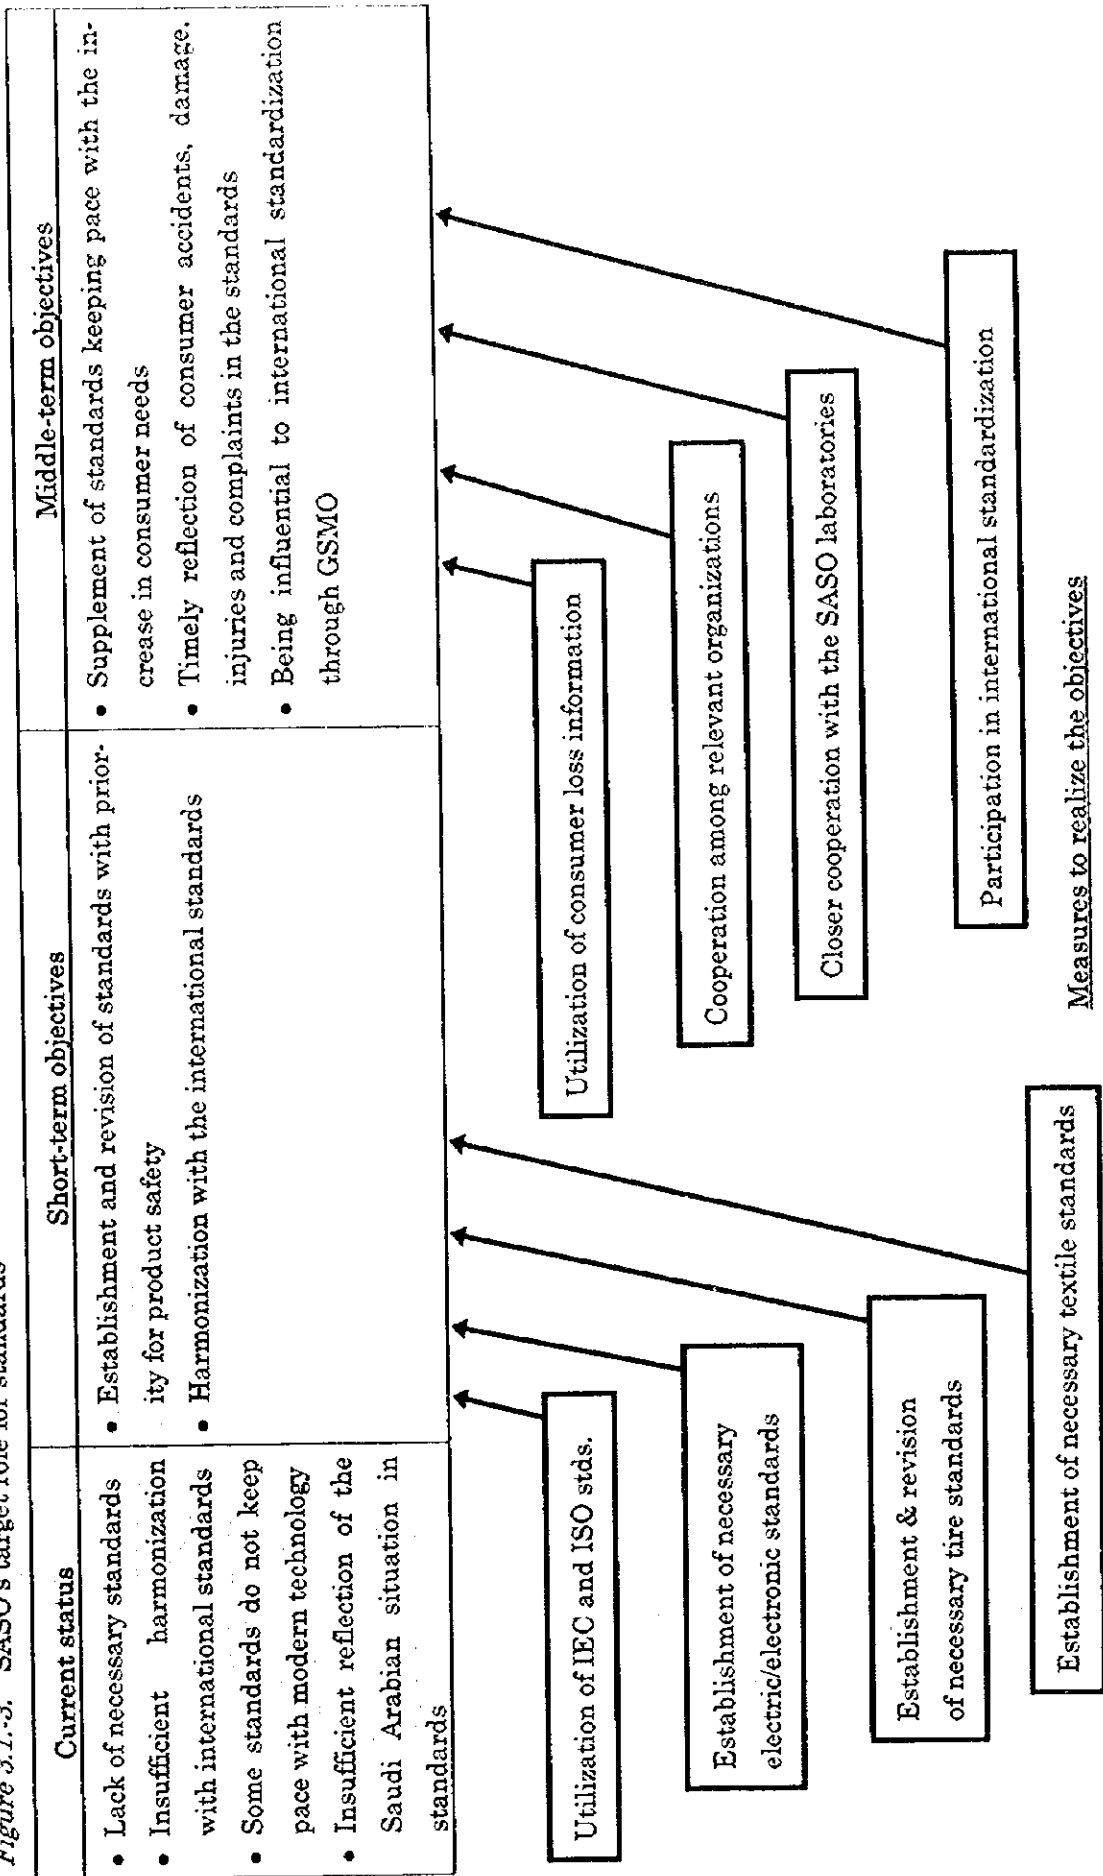 Figure 3.1.-3. SASO's target role for standards
Current status
• Lack of necessary standards
• Insufficient harmonization
with international standards
• Some standards do not keep
pace with modern technology
• Insufficient reflection of the
Saudi Arabian situation in
standards
Short-term objectives
• Establishment and revision of standards with prior-
ity for product safety
• Harmonization with the international standards
Middle-term objectives
• Supplement of standards keeping pace with the in-
crease in consumer needs
• Timely reflection of consumer accidents, damage,
injuries and complaints in the standards
• Being influential to international standardization
through GSMO
Utilization of IEC and ISO stds.
Establishment of necessary
electric/electronic standards
Establishment & revision
of necessary tire standards
Establishment of necessary textile standards
Utilization of consumer loss information
Cooperation among relevant organizations
Closer cooperation with the SASO laboratories
Participation in international standardization
Measures to realize the objectives